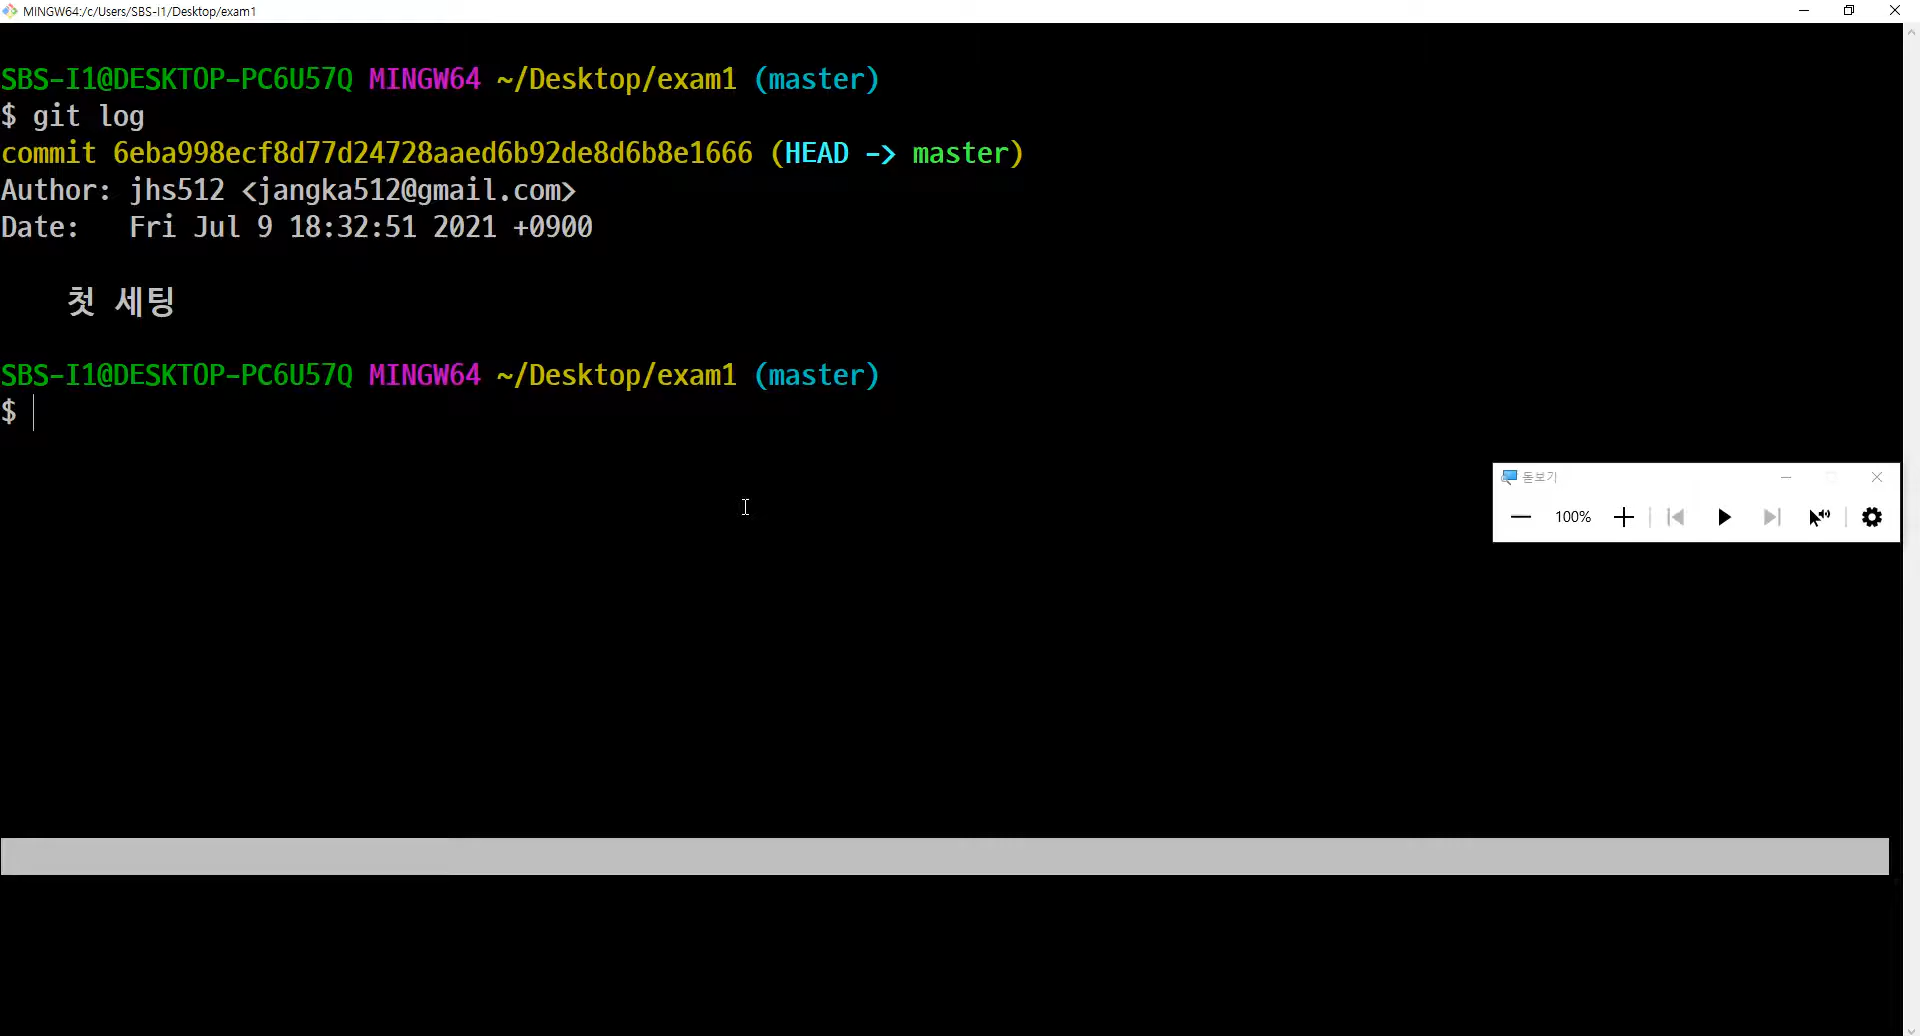 MINGW64:/c/Users/SBS-I1/Desktop/exam1
SBS-I1@DESKTOP-PC6U57Q MINGW64 ~/Desktop/exam1 (master)
$ git log
commit 6eba998ecf8d77d24728aaed6b92de8d6b8e1666 (HEAD -> master)
Author: jhs512 <jangka512@gmail.com>
Date:   Fri Jul 9 18:32:51 2021 +0900
첫 세팅
SBS-I1@DESKTOP-PC6U57Q MINGW64 ~/Desktop/exam1 (master)
$
돋보기
100%